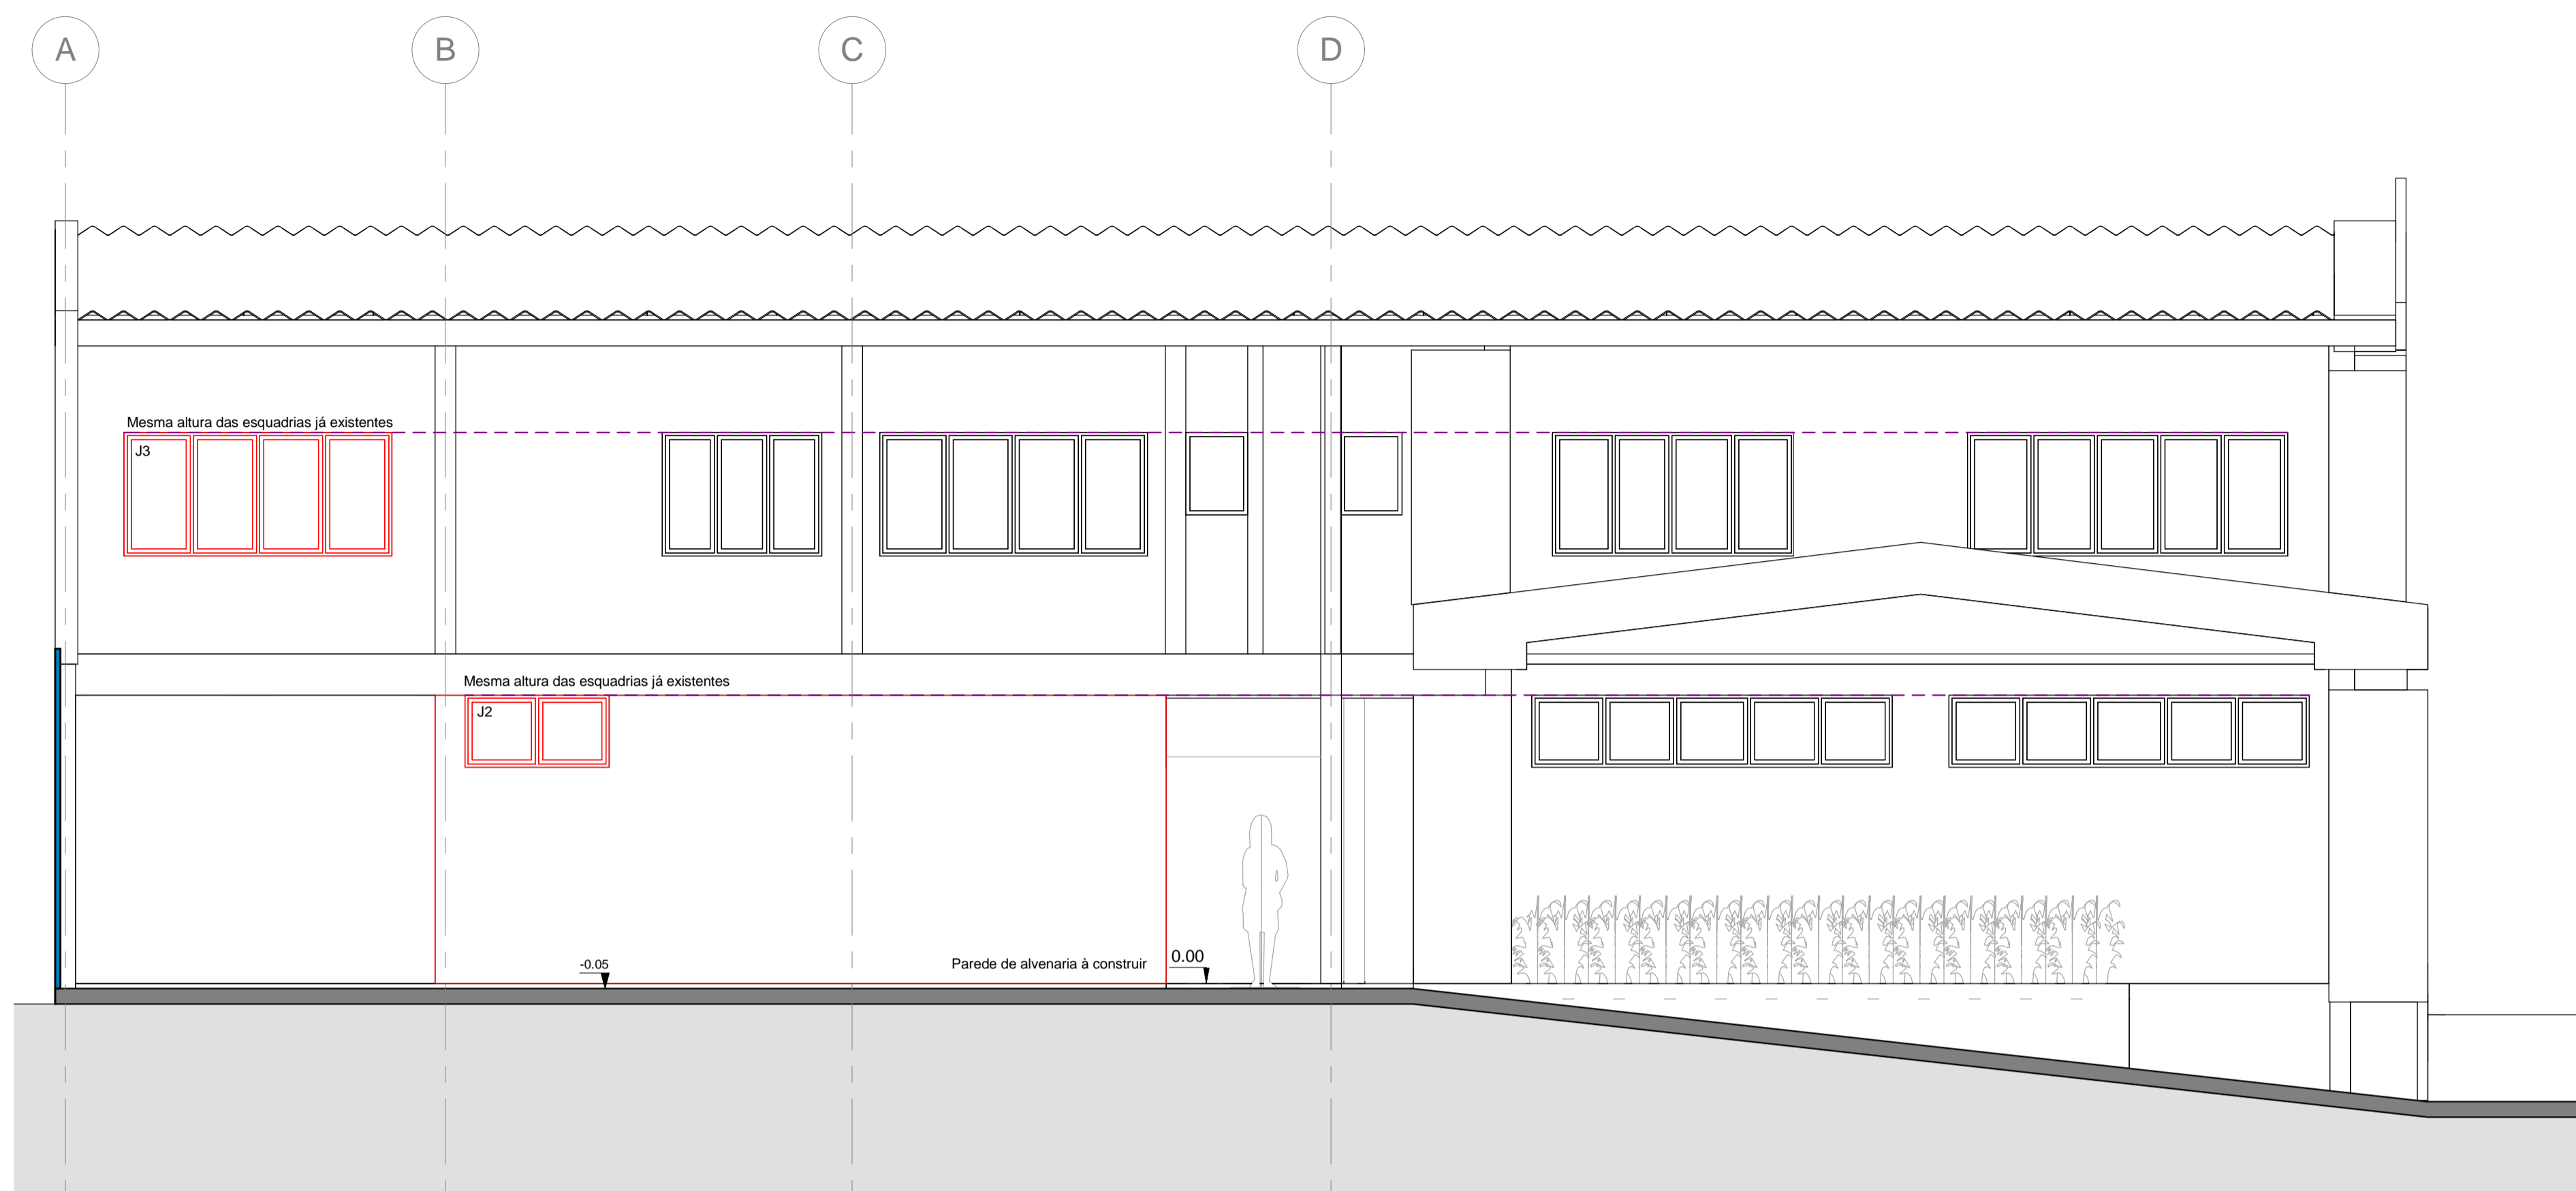 A
B
C
D
Mesma altura das esquadrias já existentes
J3
Mesma altura das esquadrias já existentes
J2
-0.05
Parede de alvenaria à construir
0.00